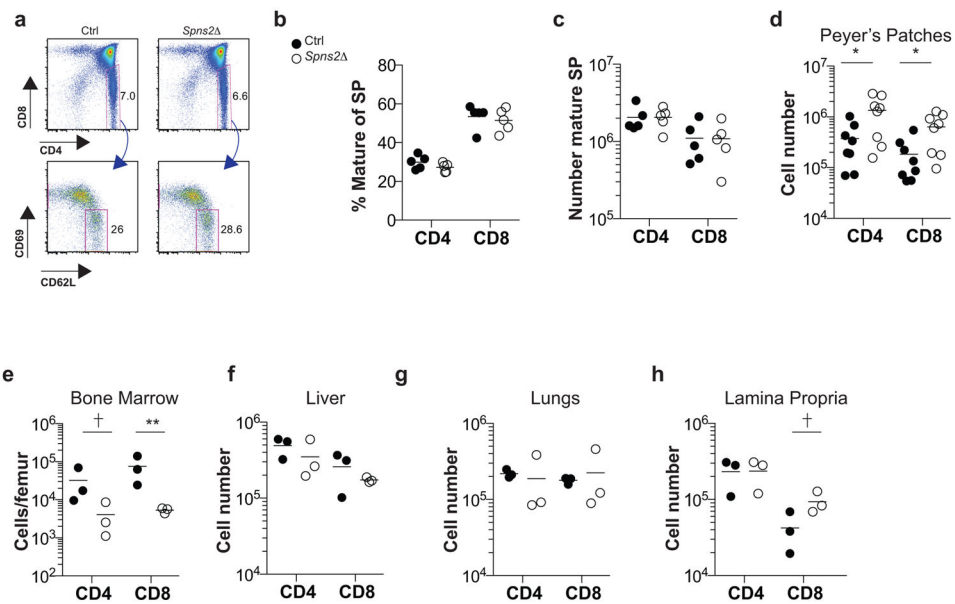 a
Ctrl
Spns2Δ
CD8
7.0
6.6
CD4
CD69
26
28.6
CD62L
b
Ctrl
Spns2Δ
% Mature of SP
80
60
40
20
0
CD4 CD8
c
Number mature SP
10^7
10^6
10^5
CD4 CD8
d
Peyer's Patches
* *
Cell number
10^7
10^6
10^5
10^4
CD4 CD8
e
Bone Marrow
† **
Cells/femur
10^6
10^5
10^4
10^3
10^2
CD4 CD8
f
Liver
Cell number
10^6
10^5
10^4
CD4 CD8
g
Lungs
Cell number
10^6
10^5
10^4
CD4 CD8
h
Lamina Propria
†
Cell number
10^6
10^5
10^4
CD4 CD8